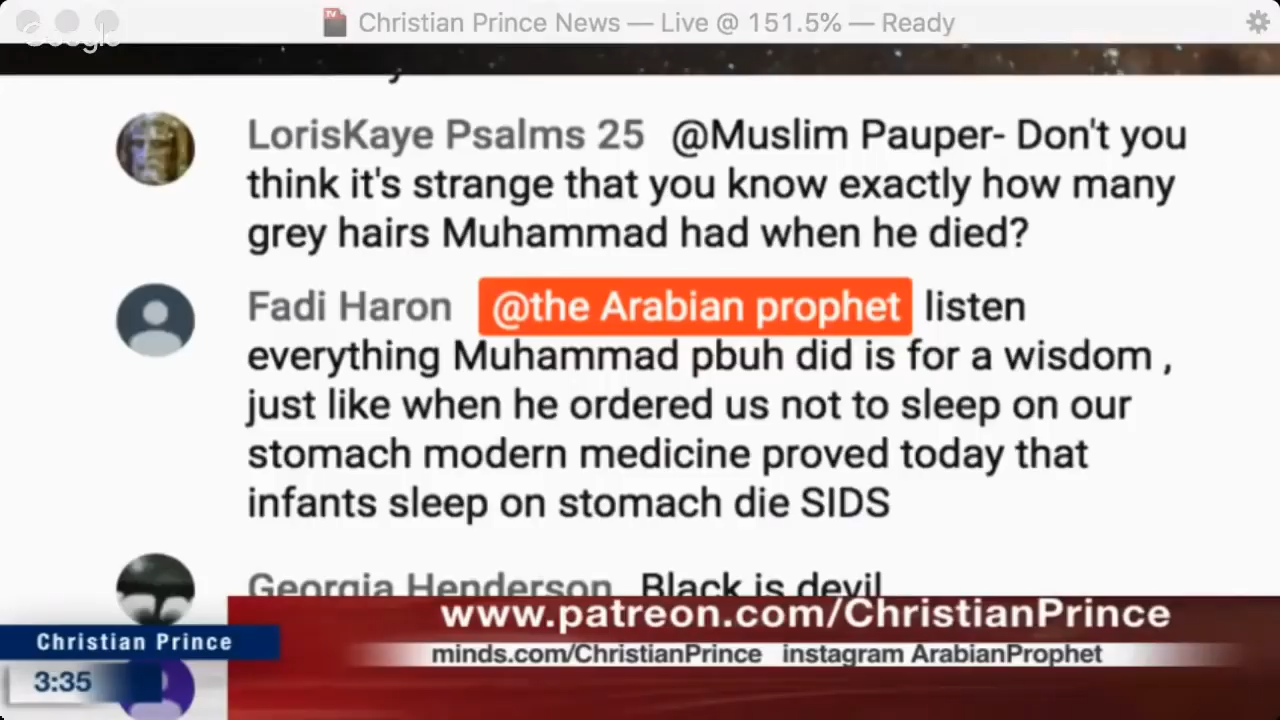 Christian Prince News — Live @ 151.5% — Ready
Google
LorisKaye Psalms 25 @Muslim Pauper- Don't you
think it's strange that you know exactly how many
grey hairs Muhammad had when he died?
Fadi Haron @the Arabian prophet listen
everything Muhammad pbuh did is for a wisdom ,
just like when he ordered us not to sleep on our
stomach modern medicine proved today that
infants sleep on stomach die SIDS
Georgia Henderson Black is devil
www.patreon.com/ChristianPrince
Christian Prince
minds.com/ChristianPrince instagram ArabianProphet
3:35